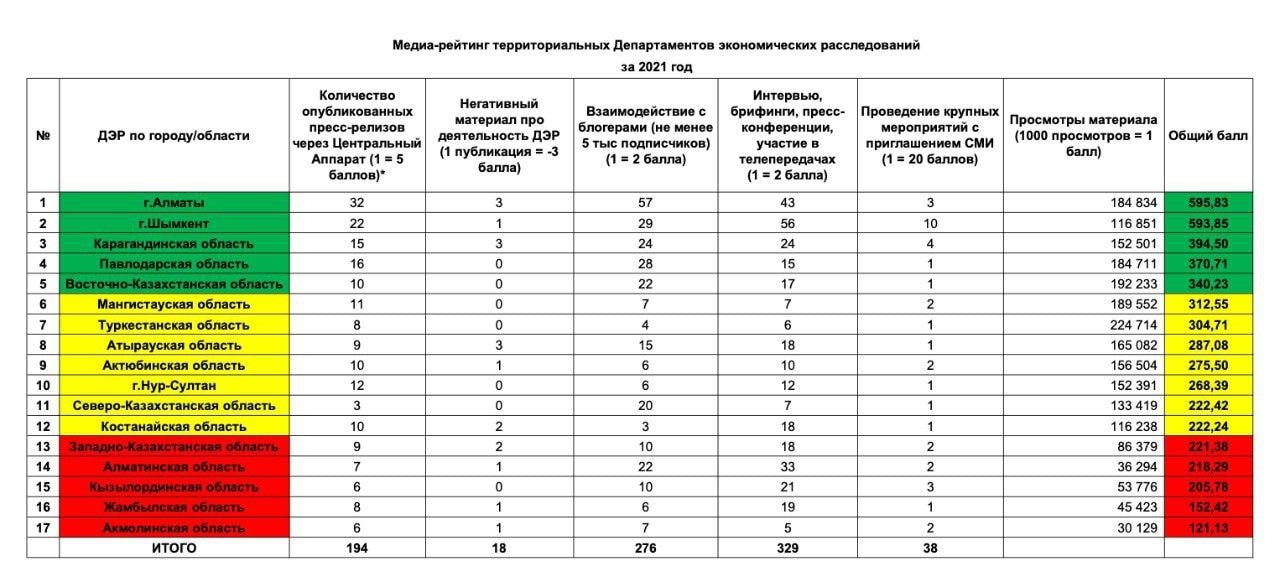 Медиа-рейтинг территориальных Департаментов экономических расследований
за 2021 год
№ ДЭР по городу/области Количество опубликованных пресс-релизов через Центральный Аппарат (1 = 5 баллов)* Негативный материал про деятельность ДЭР (1 публикация = -3 балла) Взаимодействие с блогерами (не менее 5 тыс подписчиков) (1 = 2 балла) Интервью, брифинги, пресс-конференции, участие в телепередачах (1 = 2 балла) Проведение крупных мероприятий с приглашением СМИ (1 = 20 баллов) Просмотры материала (1000 просмотров = 1 балл) Общий балл
1 г.Алматы 32 3 57 43 3 184 834 595,83
2 г.Шымкент 22 1 29 56 10 116 851 593,85
3 Карагандинская область 15 3 24 24 4 152 501 394,50
4 Павлодарская область 16 0 28 15 1 184 711 370,71
5 Восточно-Казахстанская область 10 0 22 17 1 192 233 340,23
6 Мангистауская область 11 0 7 7 2 189 552 312,55
7 Туркестанская область 8 0 4 6 1 224 714 304,71
8 Атырауская область 9 3 15 18 1 165 082 287,08
9 Актюбинская область 10 1 6 10 2 156 504 275,50
10 г.Нур-Султан 12 0 6 12 1 152 391 268,39
11 Северо-Казахстанская область 3 0 20 7 1 133 419 222,42
12 Костанайская область 10 2 3 18 1 116 238 222,24
13 Западно-Казахстанская область 9 2 10 18 2 86 379 221,38
14 Алматинская область 7 1 22 33 2 36 294 218,29
15 Кызылординская область 6 0 10 21 3 53 776 205,78
16 Жамбылская область 8 1 6 19 1 45 423 152,42
17 Акмолинская область 6 1 7 5 2 30 129 121,13
ИТОГО 194 18 276 329 38